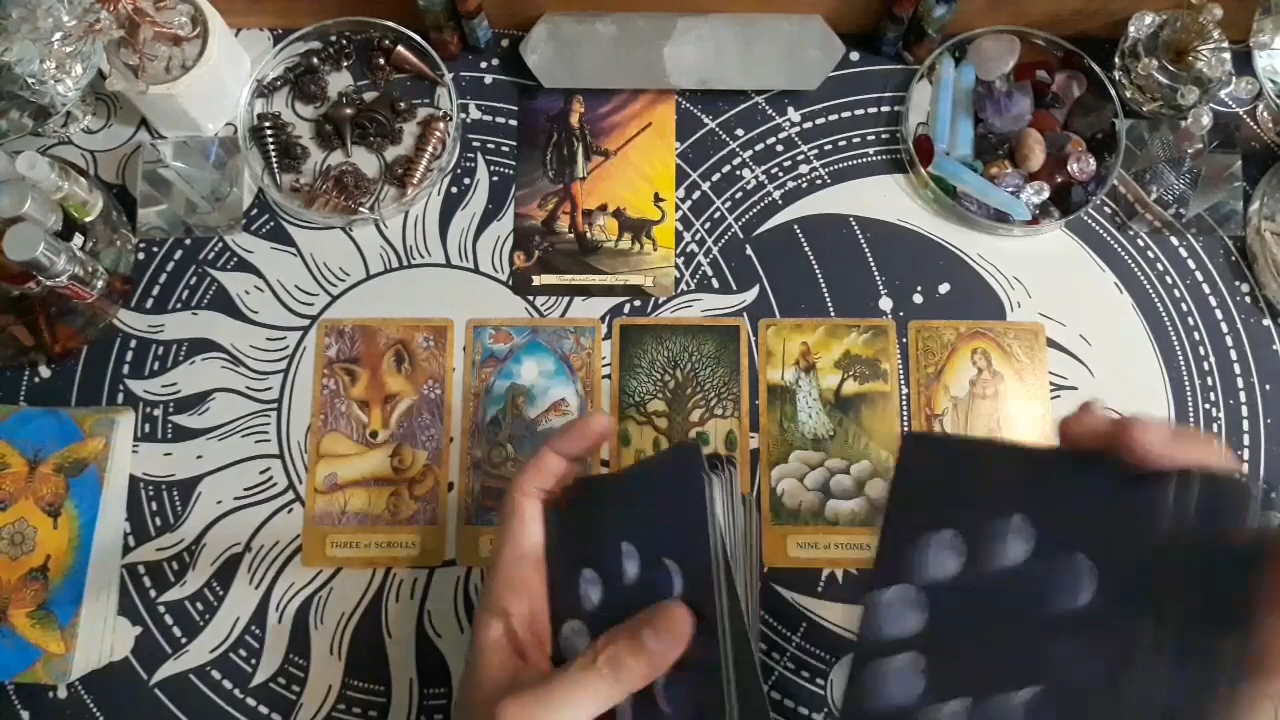 Transformation and Change
THREE of SCROLLS
NINE of STONES